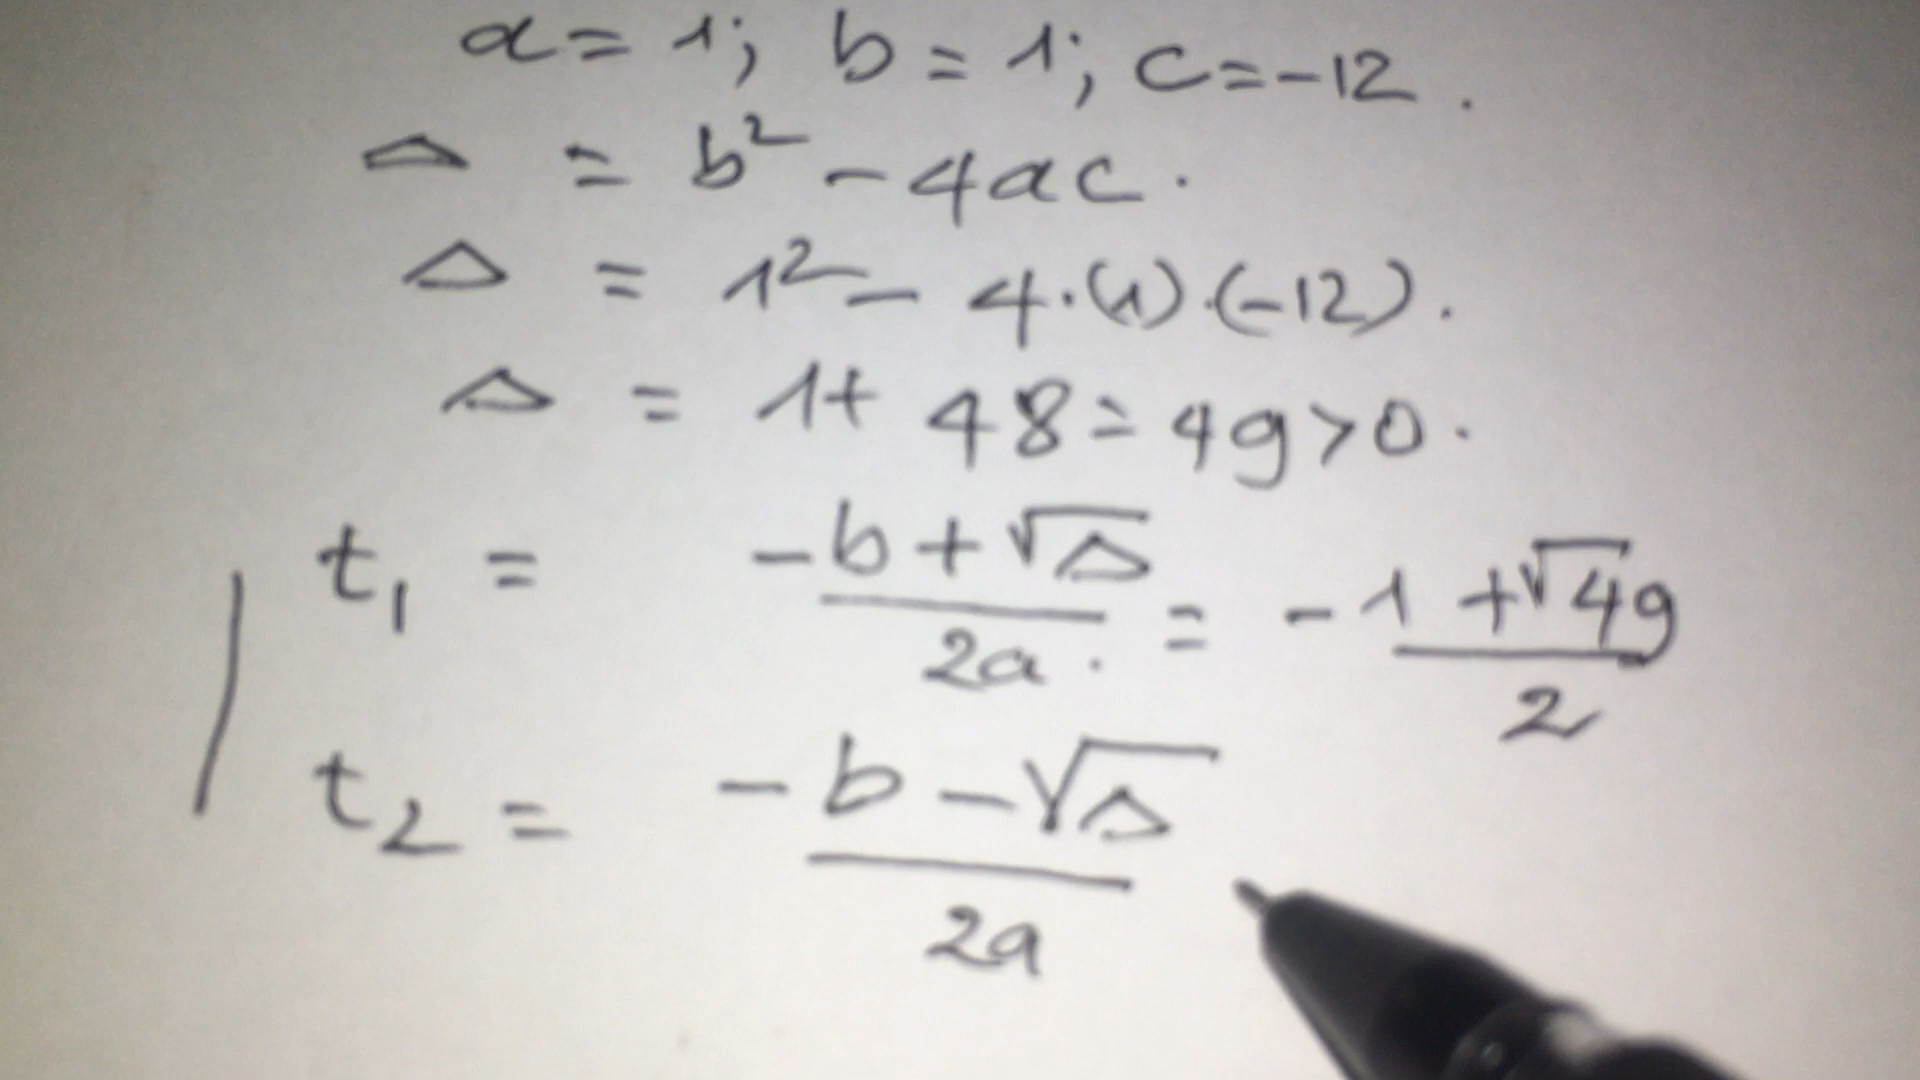 a = 1; b = 1; c = -12.
Δ = b² - 4ac.
Δ = 1² - 4.(1).(-12).
Δ = 1 + 48 = 49 > 0.
t₁ = (-b + √Δ)/2a. = (-1 + √49)/2
t₂ = (-b - √Δ)/2a